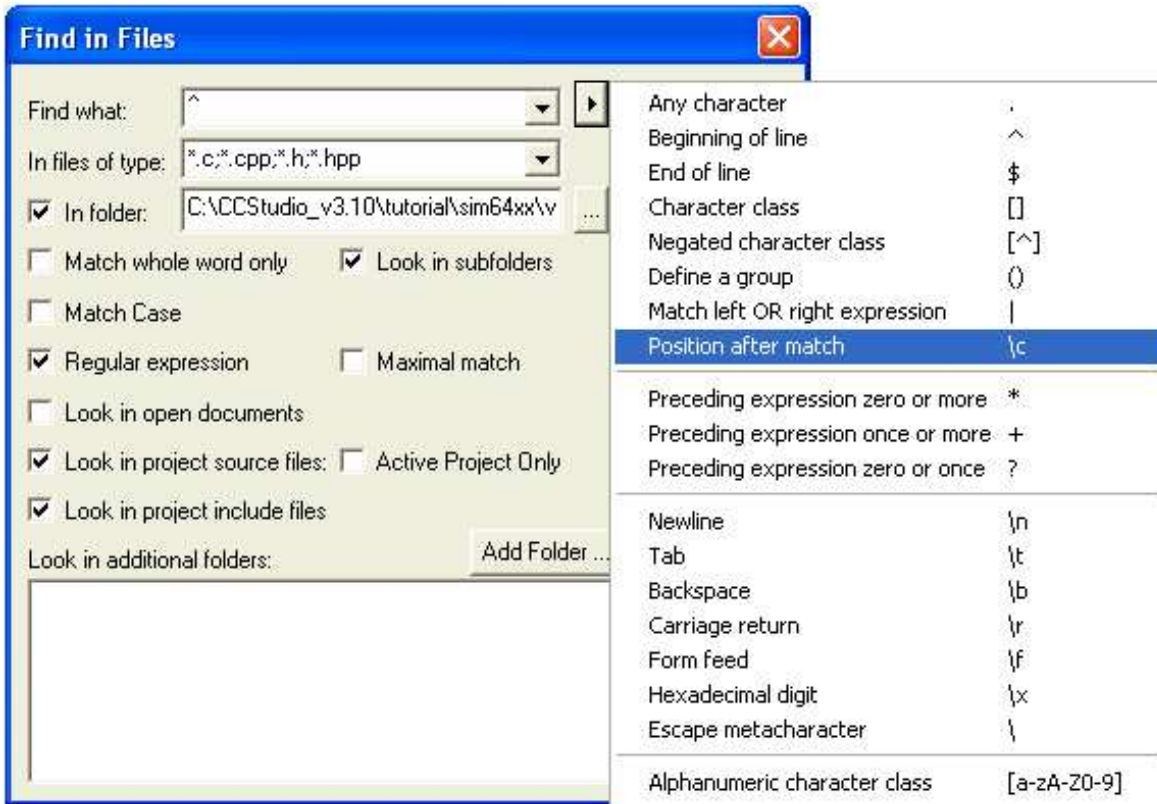 Find in Files
Find what: ^
In files of type: *.c;*.cpp;*.h;*.hpp
In folder: C:\CCStudio_v3.10\tutorial\sim64xx\v ...
Match whole word only Look in subfolders
Match Case
Regular expression Maximal match
Look in open documents
Look in project source files: Active Project Only
Look in project include files
Look in additional folders: Add Folder ...
Any character .
Beginning of line ^
End of line $
Character class []
Negated character class [^]
Define a group ()
Match left OR right expression |
Position after match \c
Preceding expression zero or more *
Preceding expression once or more +
Preceding expression zero or once ?
Newline \n
Tab \t
Backspace \b
Carriage return \r
Form feed \f
Hexadecimal digit \x
Escape metacharacter \
Alphanumeric character class [a-zA-Z0-9]